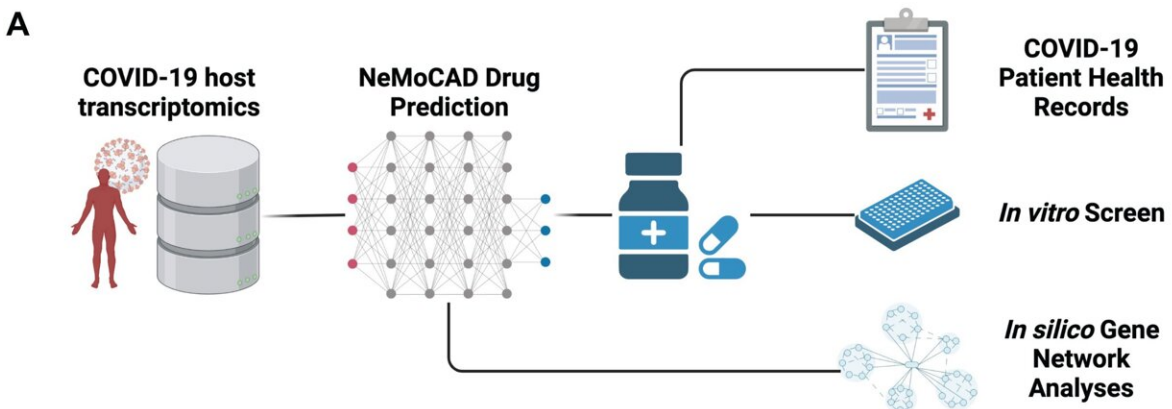 A
COVID-19 host
transcriptomics
NeMoCAD Drug
Prediction
COVID-19
Patient Health
Records
In vitro Screen
In silico Gene
Network
Analyses